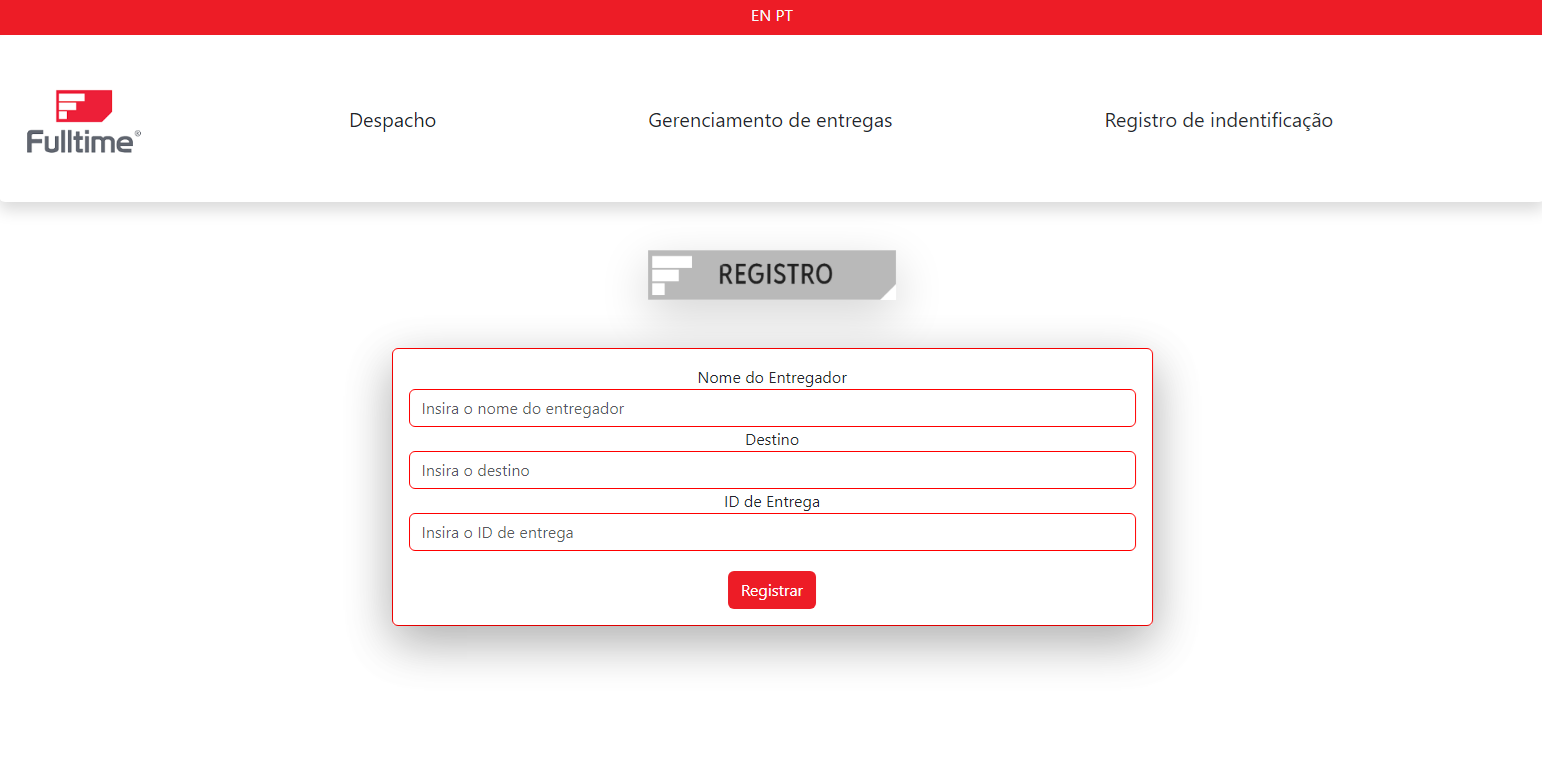 EN PT
Fulltime®
Despacho
Gerenciamento de entregas
Registro de indentificação
REGISTRO
Nome do Entregador
Insira o nome do entregador
Destino
Insira o destino
ID de Entrega
Insira o ID de entrega
Registrar